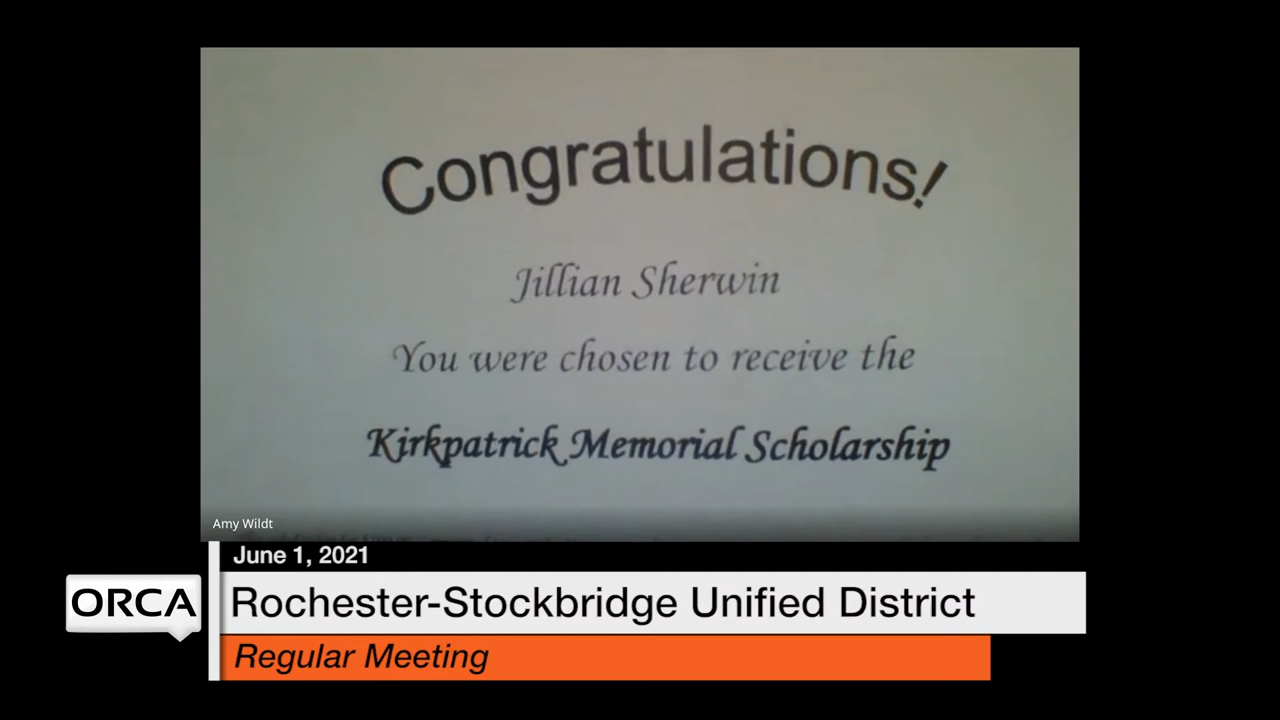 Congratulations!
Jillian Sherwin
You were chosen to receive the
Kirkpatrick Memorial Scholarship
Amy Wildt
June 1, 2021
ORCA
Rochester-Stockbridge Unified District
Regular Meeting